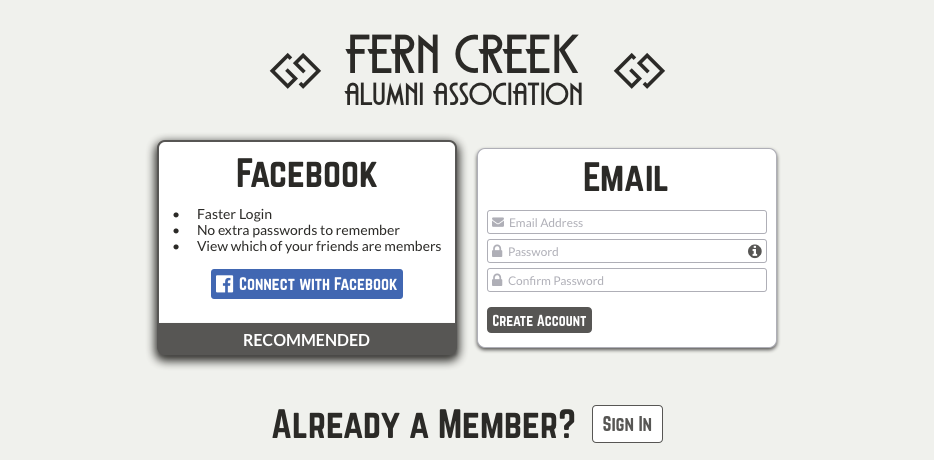 FERN CREEK
ALUMNI ASSOCIATION
FACEBOOK
• Faster Login
• No extra passwords to remember
• View which of your friends are members
CONNECT WITH FACEBOOK
RECOMMENDED
EMAIL
Email Address
Password
Confirm Password
CREATE ACCOUNT
ALREADY A MEMBER?
SIGN IN